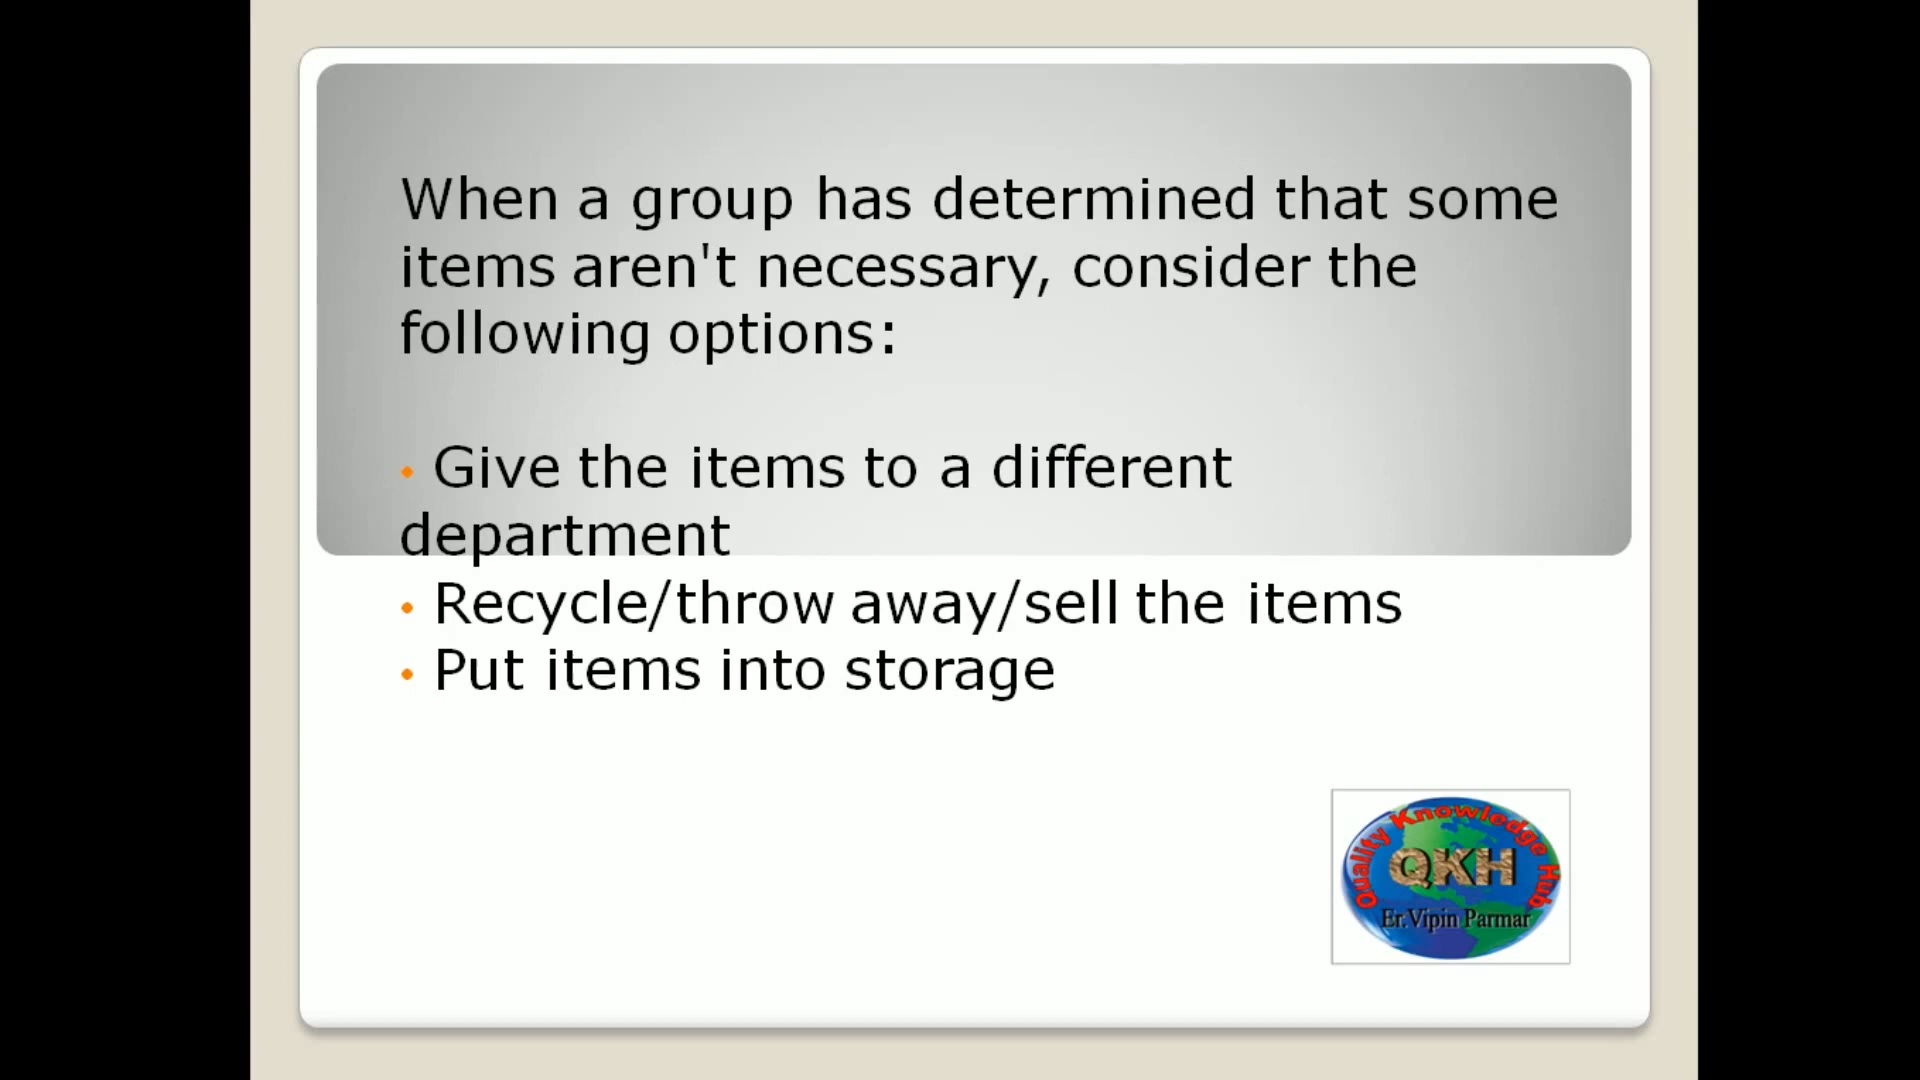 When a group has determined that some
items aren't necessary, consider the
following options:
• Give the items to a different
department
• Recycle/throw away/sell the items
• Put items into storage
Quality Knowledge Hub
QKH
Er.Vipin Parmar